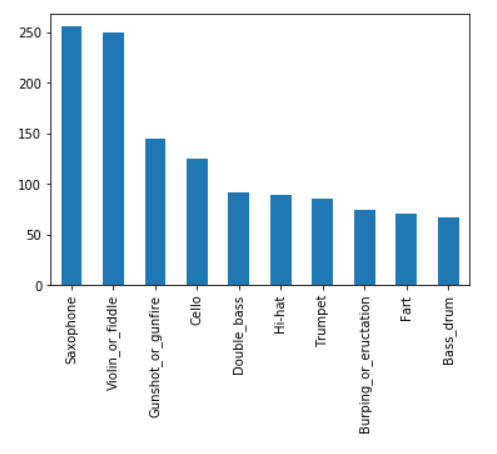 250
200
150
100
50
0
Saxophone
Violin_or_fiddle
Gunshot_or_gunfire
Cello
Double_bass
Hi-hat
Trumpet
Burping_or_eructation
Fart
Bass_drum